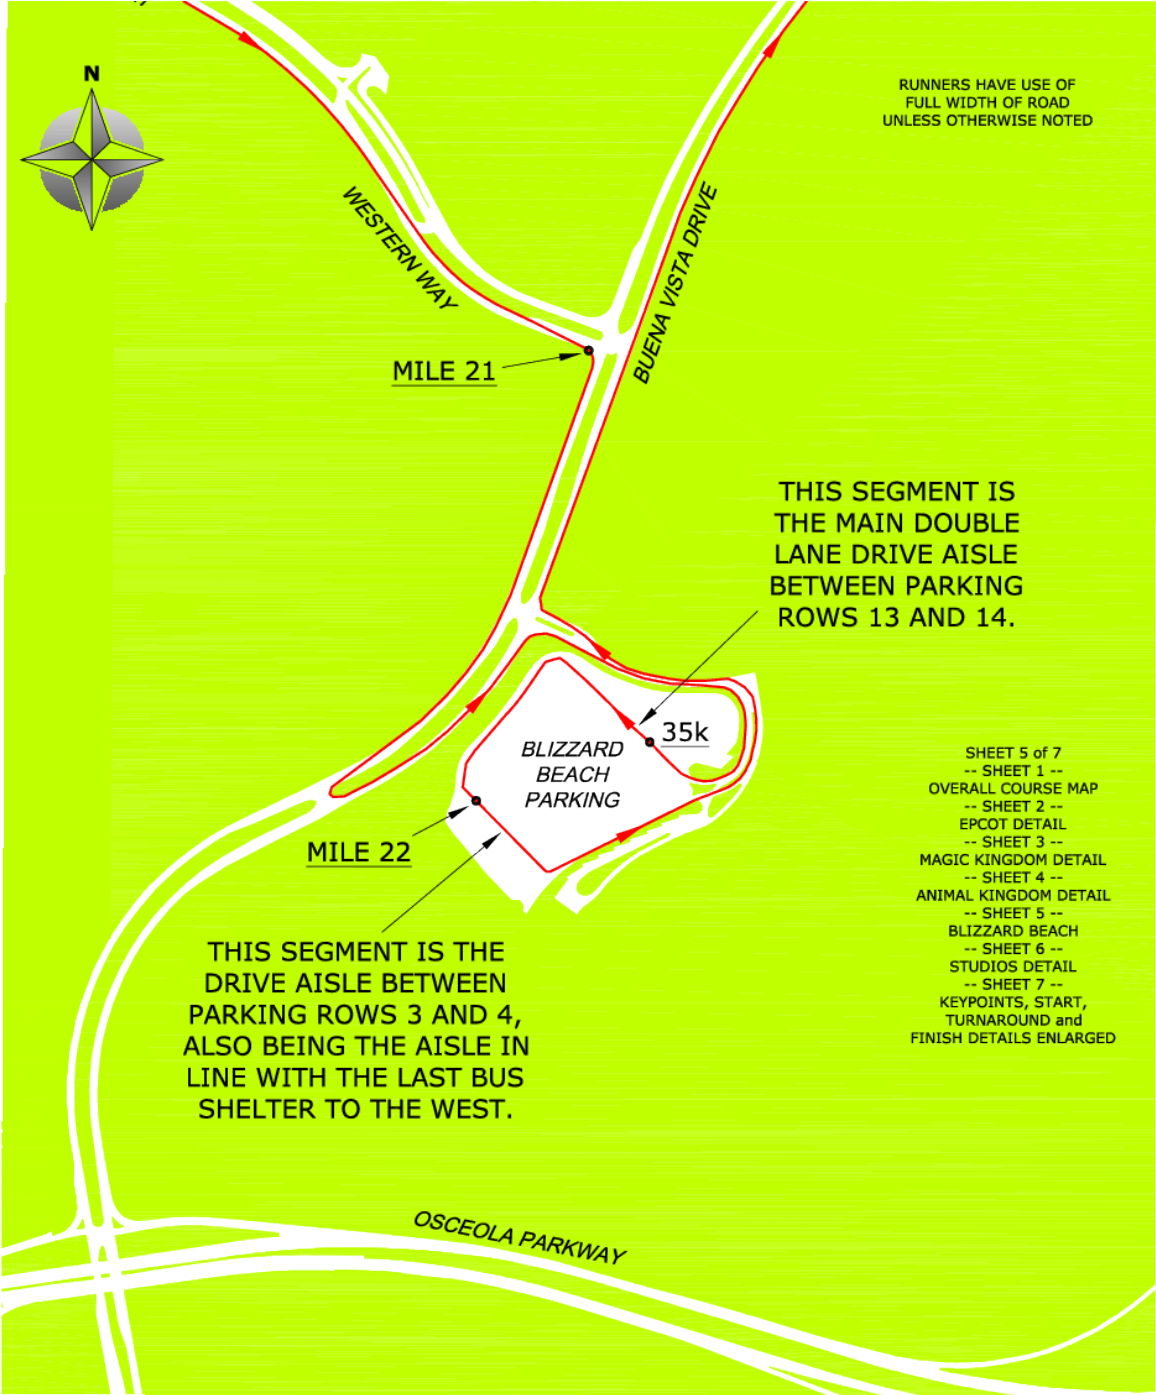 N
RUNNERS HAVE USE OF
FULL WIDTH OF ROAD
UNLESS OTHERWISE NOTED
WESTERN WAY
BUENA VISTA DRIVE
MILE 21
THIS SEGMENT IS
THE MAIN DOUBLE
LANE DRIVE AISLE
BETWEEN PARKING
ROWS 13 AND 14.
35k
BLIZZARD
BEACH
PARKING
MILE 22
THIS SEGMENT IS THE
DRIVE AISLE BETWEEN
PARKING ROWS 3 AND 4,
ALSO BEING THE AISLE IN
LINE WITH THE LAST BUS
SHELTER TO THE WEST.
SHEET 5 of 7
-- SHEET 1 --
OVERALL COURSE MAP
-- SHEET 2 --
EPCOT DETAIL
-- SHEET 3 --
MAGIC KINGDOM DETAIL
-- SHEET 4 --
ANIMAL KINGDOM DETAIL
-- SHEET 5 --
BLIZZARD BEACH
-- SHEET 6 --
STUDIOS DETAIL
-- SHEET 7 --
KEYPOINTS, START,
TURNAROUND and
FINISH DETAILS ENLARGED
OSCEOLA PARKWAY